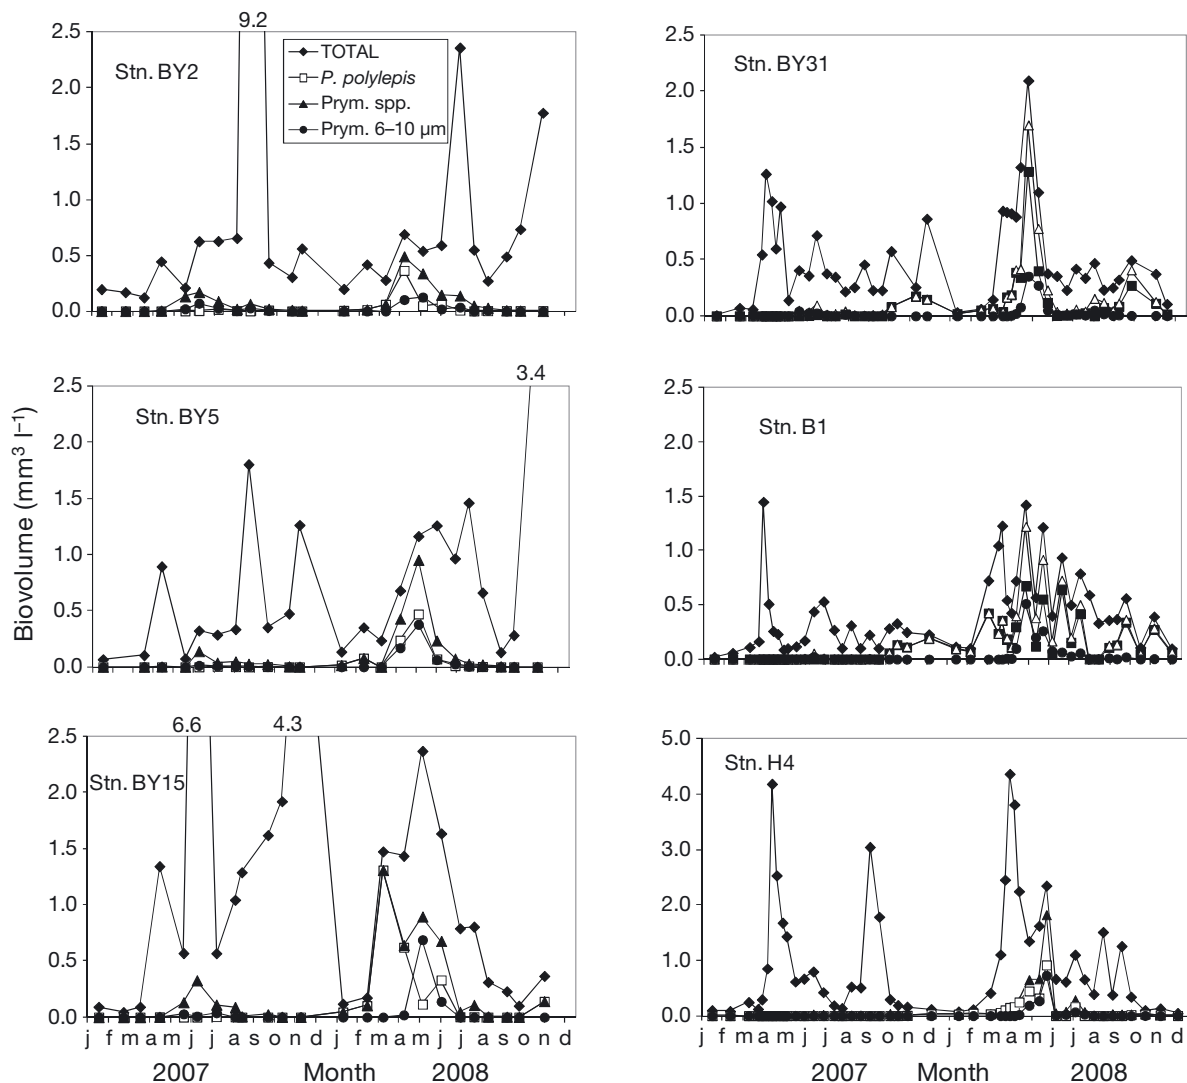 9.2
2.5
2.0
1.5
1.0
0.5
0.0
Stn. BY2
TOTAL
P. polylepis
Prym. spp.
Prym. 6–10 µm
2.5
2.0
1.5
1.0
0.5
0.0
Stn. BY31
3.4
2.5
2.0
1.5
1.0
0.5
0.0
Stn. BY5
Biovolume (mm³ l⁻¹)
2.5
2.0
1.5
1.0
0.5
0.0
Stn. B1
6.6 4.3
2.5
2.0
1.5
1.0
0.5
0.0
Stn. BY15
j f m a m j j a s o n d j f m a m j j a s o n d
2007 Month 2008
5.0
4.0
3.0
2.0
1.0
0.0
Stn. H4
j f m a m j j a s o n d j f m a m j j a s o n d
2007 Month 2008